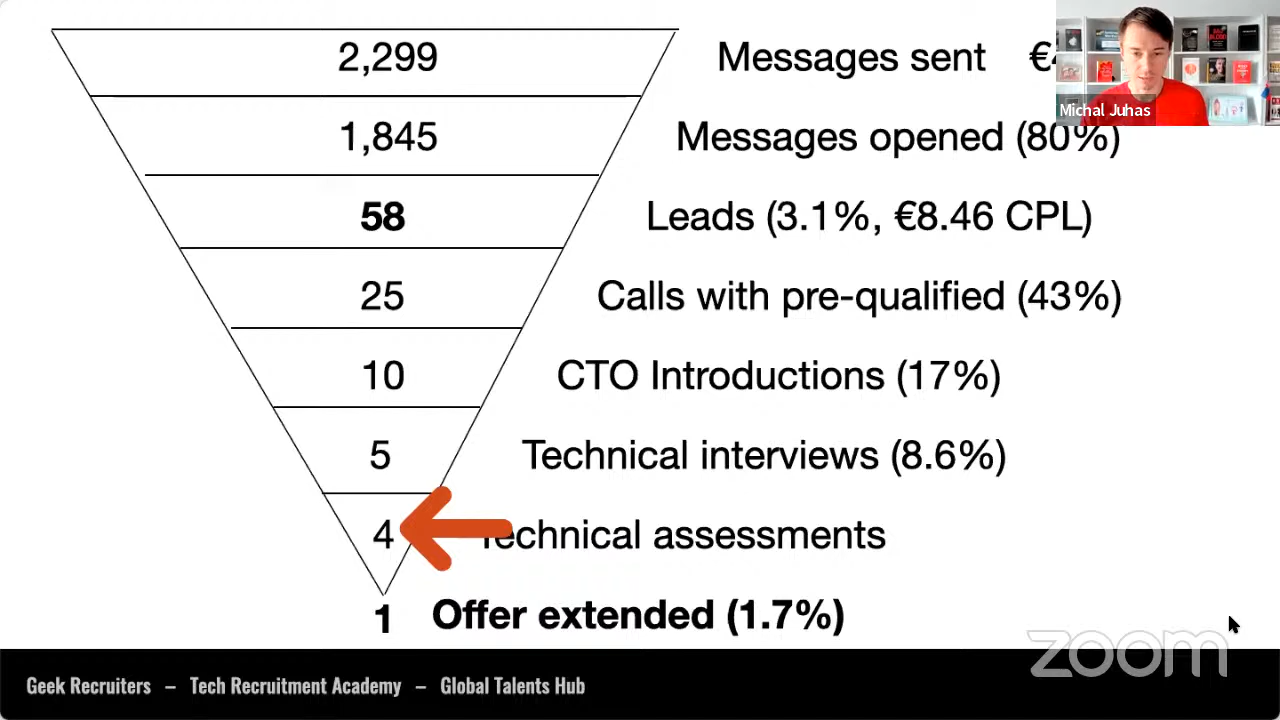 2,299 Messages sent
Michal Juhas
1,845 Messages opened (80%)
58 Leads (3.1%, €8.46 CPL)
25 Calls with pre-qualified (43%)
10 CTO Introductions (17%)
5 Technical interviews (8.6%)
4 Technical assessments
1 Offer extended (1.7%)
zoom
Geek Recruiters – Tech Recruitment Academy – Global Talents Hub